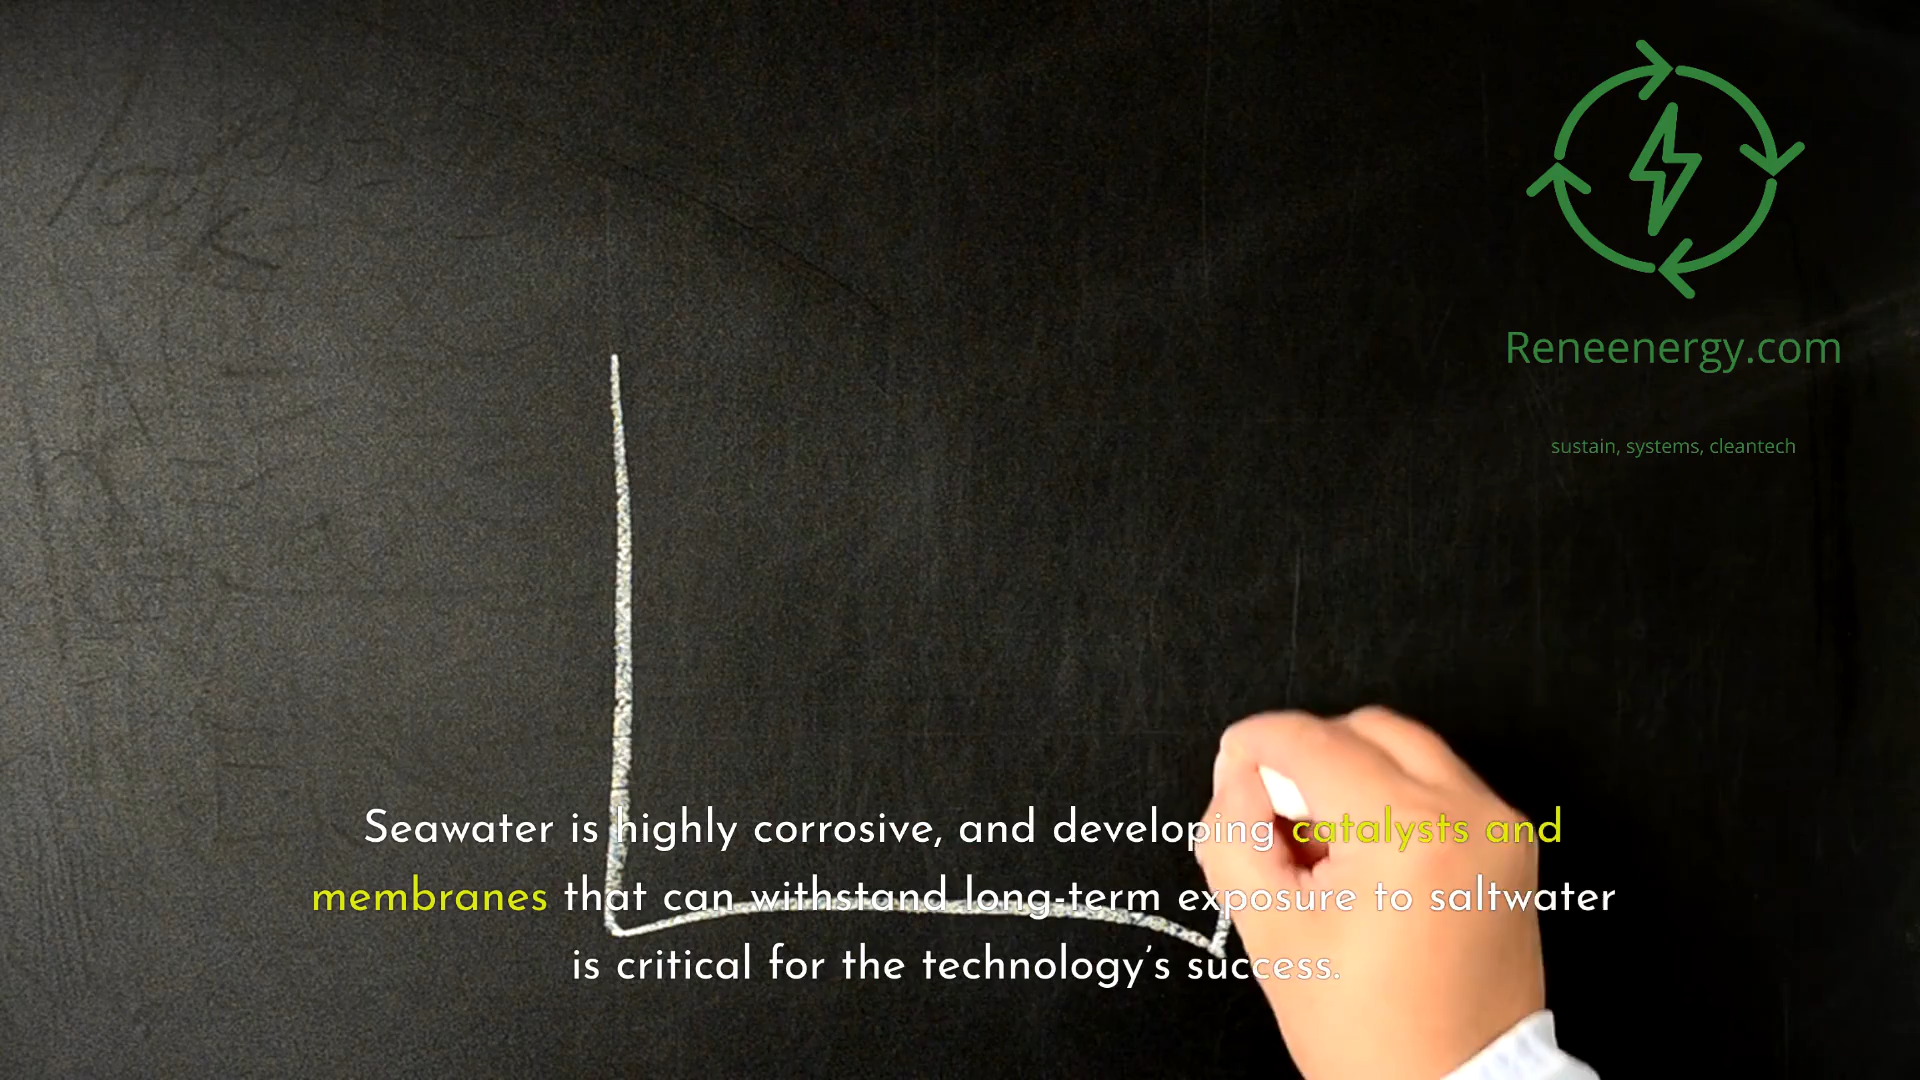 Reneenergy.com
sustain, systems, cleantech
Seawater is highly corrosive, and developing catalysts and
membranes that can withstand long-term exposure to saltwater
is critical for the technology's success.